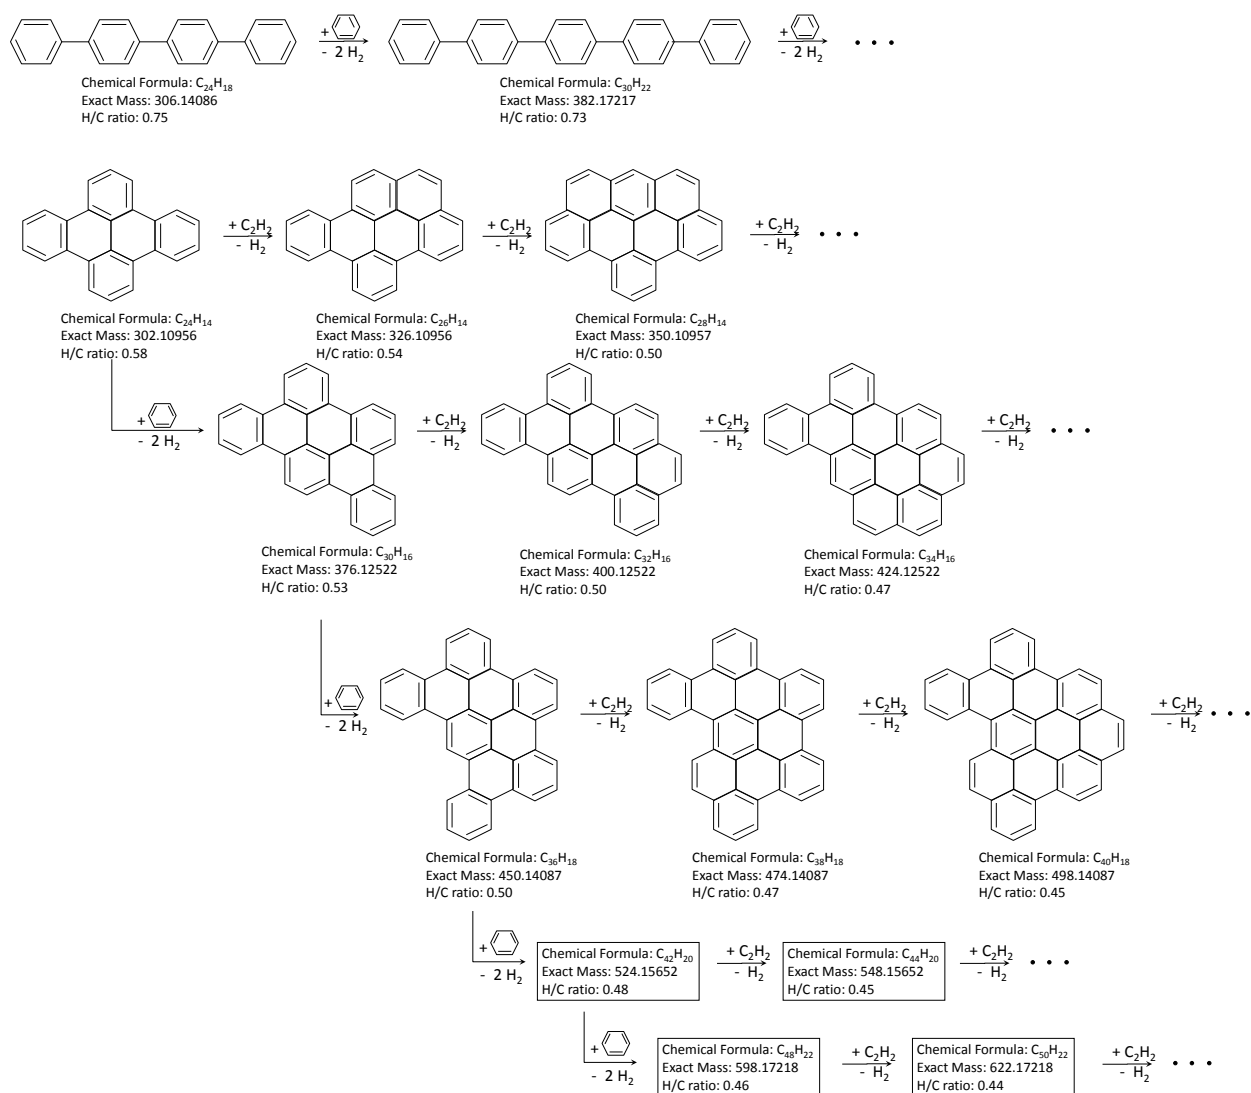 +
- 2 H2
+
- 2 H2
• • •
Chemical Formula: C24H18
Exact Mass: 306.14086
H/C ratio: 0.75
Chemical Formula: C30H22
Exact Mass: 382.17217
H/C ratio: 0.73
+ C2H2
- H2
+ C2H2
- H2
+ C2H2
- H2
• • •
Chemical Formula: C24H14
Exact Mass: 302.10956
H/C ratio: 0.58
Chemical Formula: C26H14
Exact Mass: 326.10956
H/C ratio: 0.54
Chemical Formula: C28H14
Exact Mass: 350.10957
H/C ratio: 0.50
+
- 2 H2
+ C2H2
- H2
+ C2H2
- H2
+ C2H2
- H2
• • •
Chemical Formula: C30H16
Exact Mass: 376.12522
H/C ratio: 0.53
Chemical Formula: C32H16
Exact Mass: 400.12522
H/C ratio: 0.50
Chemical Formula: C34H16
Exact Mass: 424.12522
H/C ratio: 0.47
+
- 2 H2
+ C2H2
- H2
+ C2H2
- H2
+ C2H2
- H2
• • •
Chemical Formula: C36H18
Exact Mass: 450.14087
H/C ratio: 0.50
Chemical Formula: C38H18
Exact Mass: 474.14087
H/C ratio: 0.47
Chemical Formula: C40H18
Exact Mass: 498.14087
H/C ratio: 0.45
+
- 2 H2
Chemical Formula: C42H20
Exact Mass: 524.15652
H/C ratio: 0.48
+ C2H2
- H2
Chemical Formula: C44H20
Exact Mass: 548.15652
H/C ratio: 0.45
+ C2H2
- H2
• • •
+
- 2 H2
Chemical Formula: C48H22
Exact Mass: 598.17218
H/C ratio: 0.46
+ C2H2
- H2
Chemical Formula: C50H22
Exact Mass: 622.17218
H/C ratio: 0.44
+ C2H2
- H2
• • •